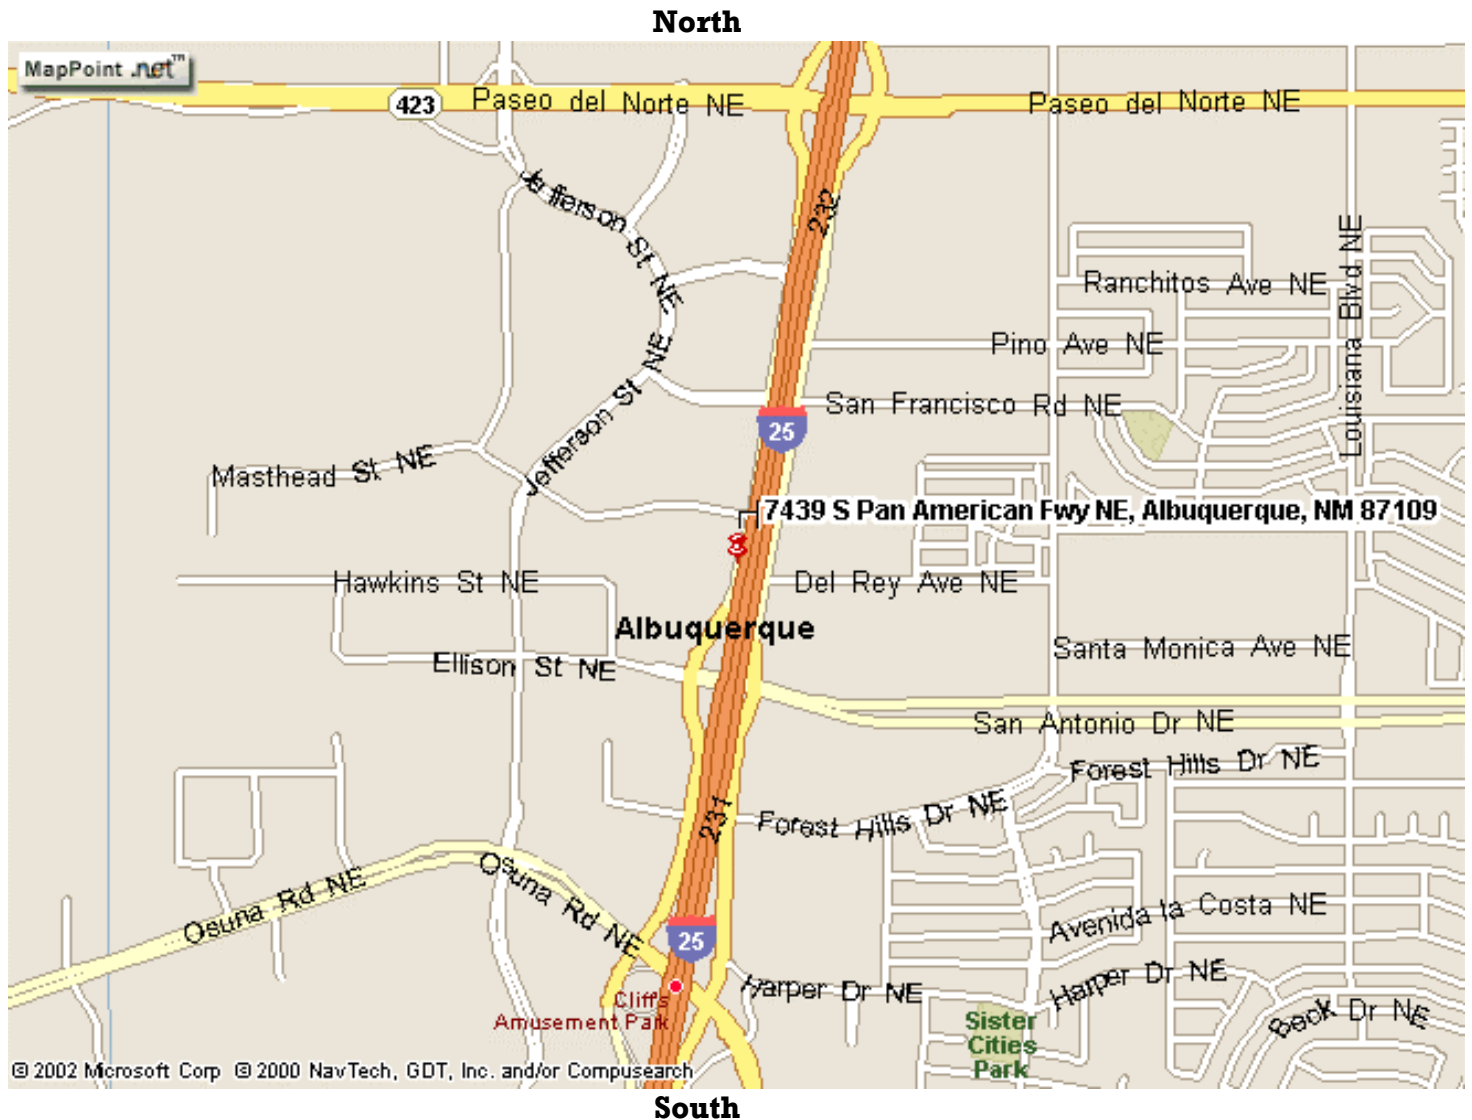 North
MapPoint .net™
423
Paseo del Norte NE
Paseo del Norte NE
Jefferson St NE
232
Louisiana Blvd NE
Ranchitos Ave NE
Pino Ave NE
Jefferson St NE
San Francisco Rd NE
25
Masthead St NE
7439 S Pan American Fwy NE, Albuquerque, NM 87109
Hawkins St NE
Del Rey Ave NE
Albuquerque
Santa Monica Ave NE
Ellison St NE
San Antonio Dr NE
Forest Hills Dr NE
231
Forest Hills Dr NE
Osuna Rd NE
Osuna Rd NE
Avenida la Costa NE
25
Harper Dr NE
Harper Dr NE
Cliffs
Amusement Park
Sister
Cities
Park
Beck Dr NE
© 2002 Microsoft Corp © 2000 NavTech, GDT, Inc. and/or Compusearch
South